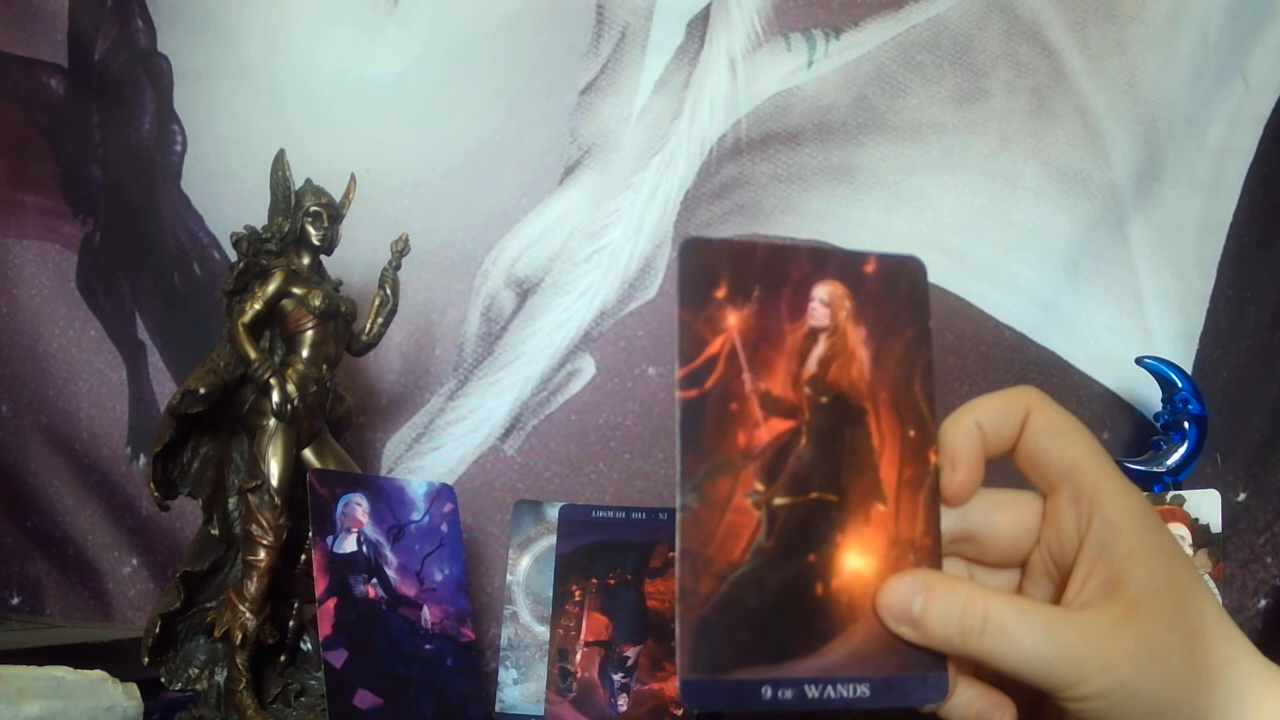 IX · THE HERMIT
9 OF WANDS